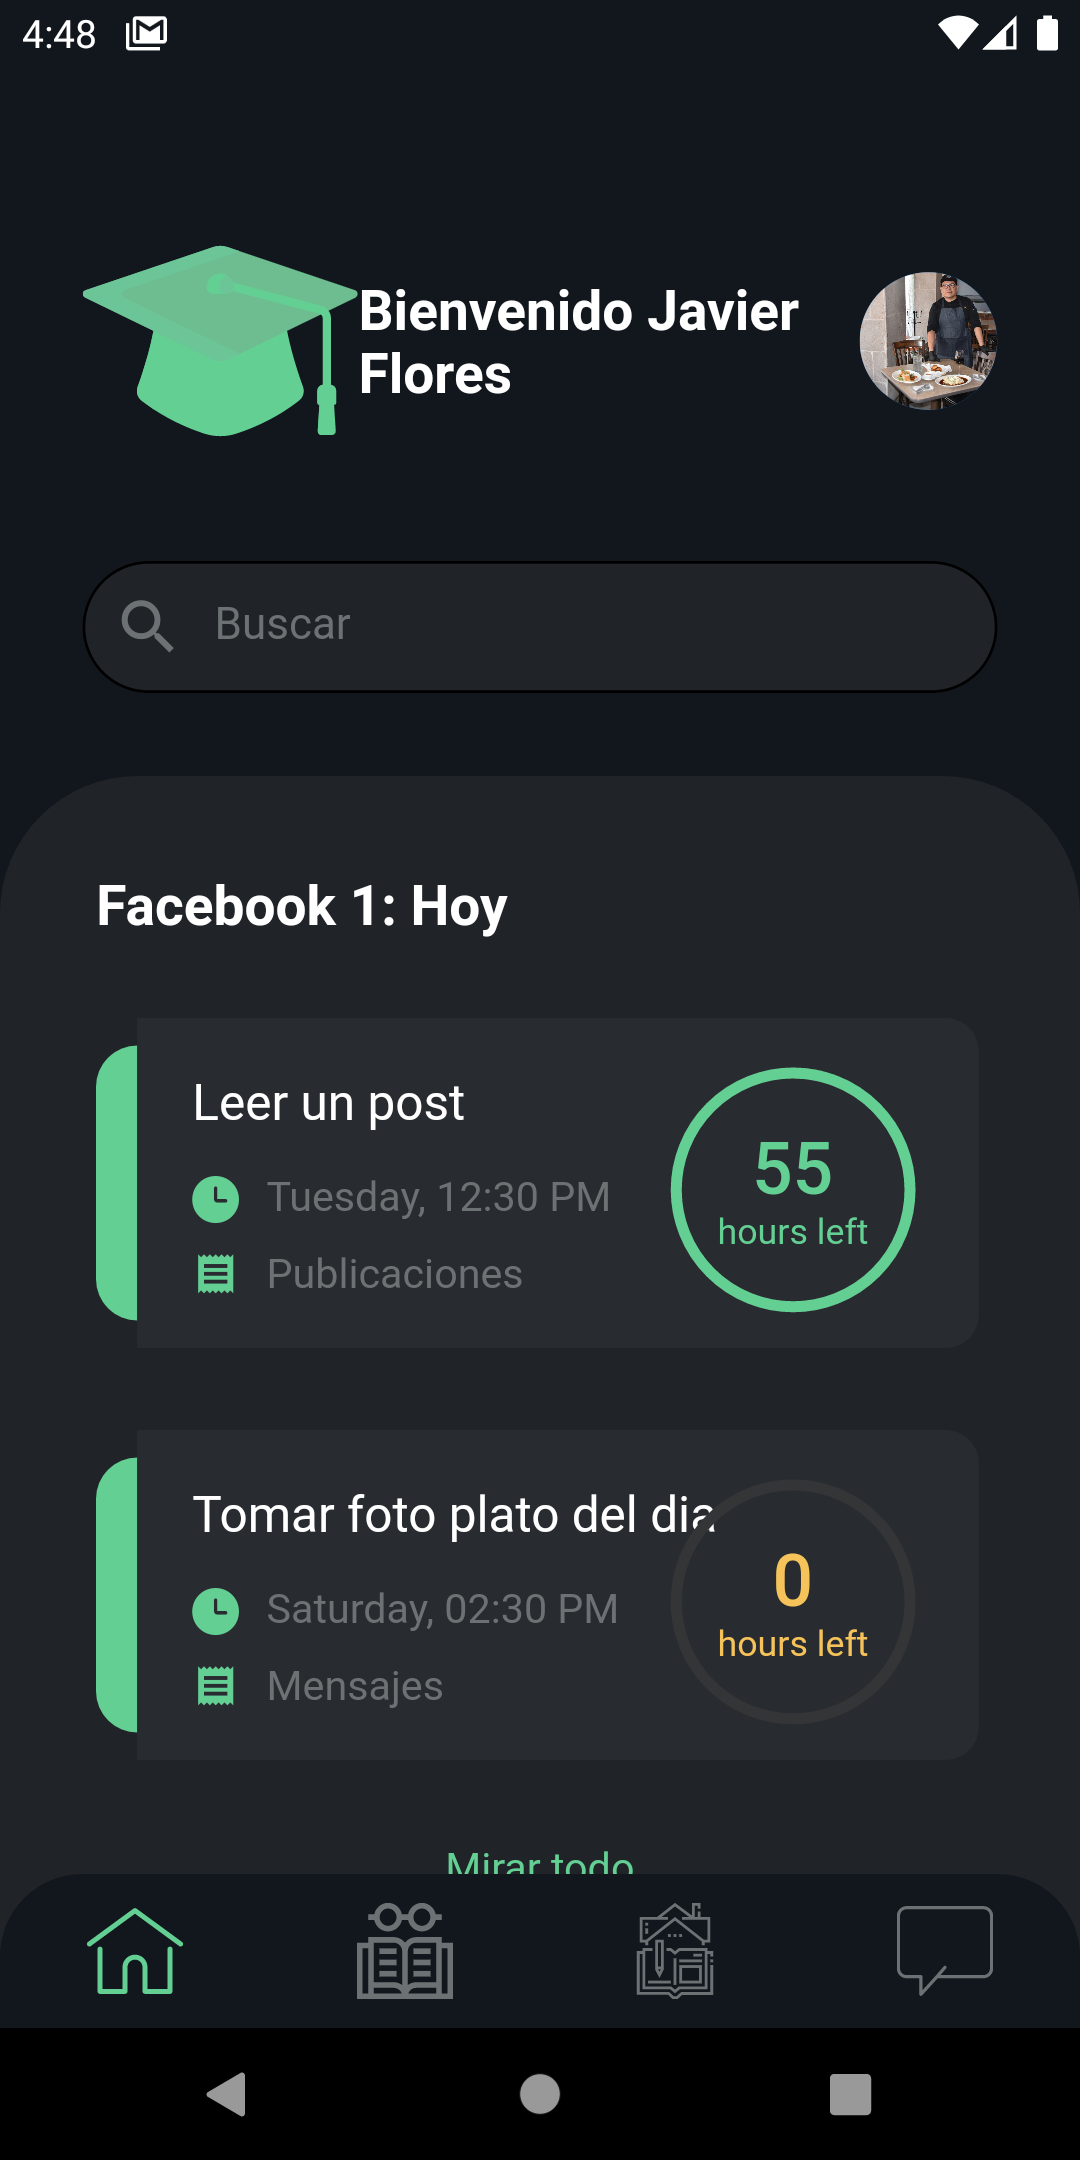 4:48
Bienvenido Javier
Flores
Buscar
Facebook 1: Hoy
Leer un post
55
Tuesday, 12:30 PM
hours left
Publicaciones
Tomar foto plato del dia
0
Saturday, 02:30 PM
hours left
Mensajes
Mirar todo